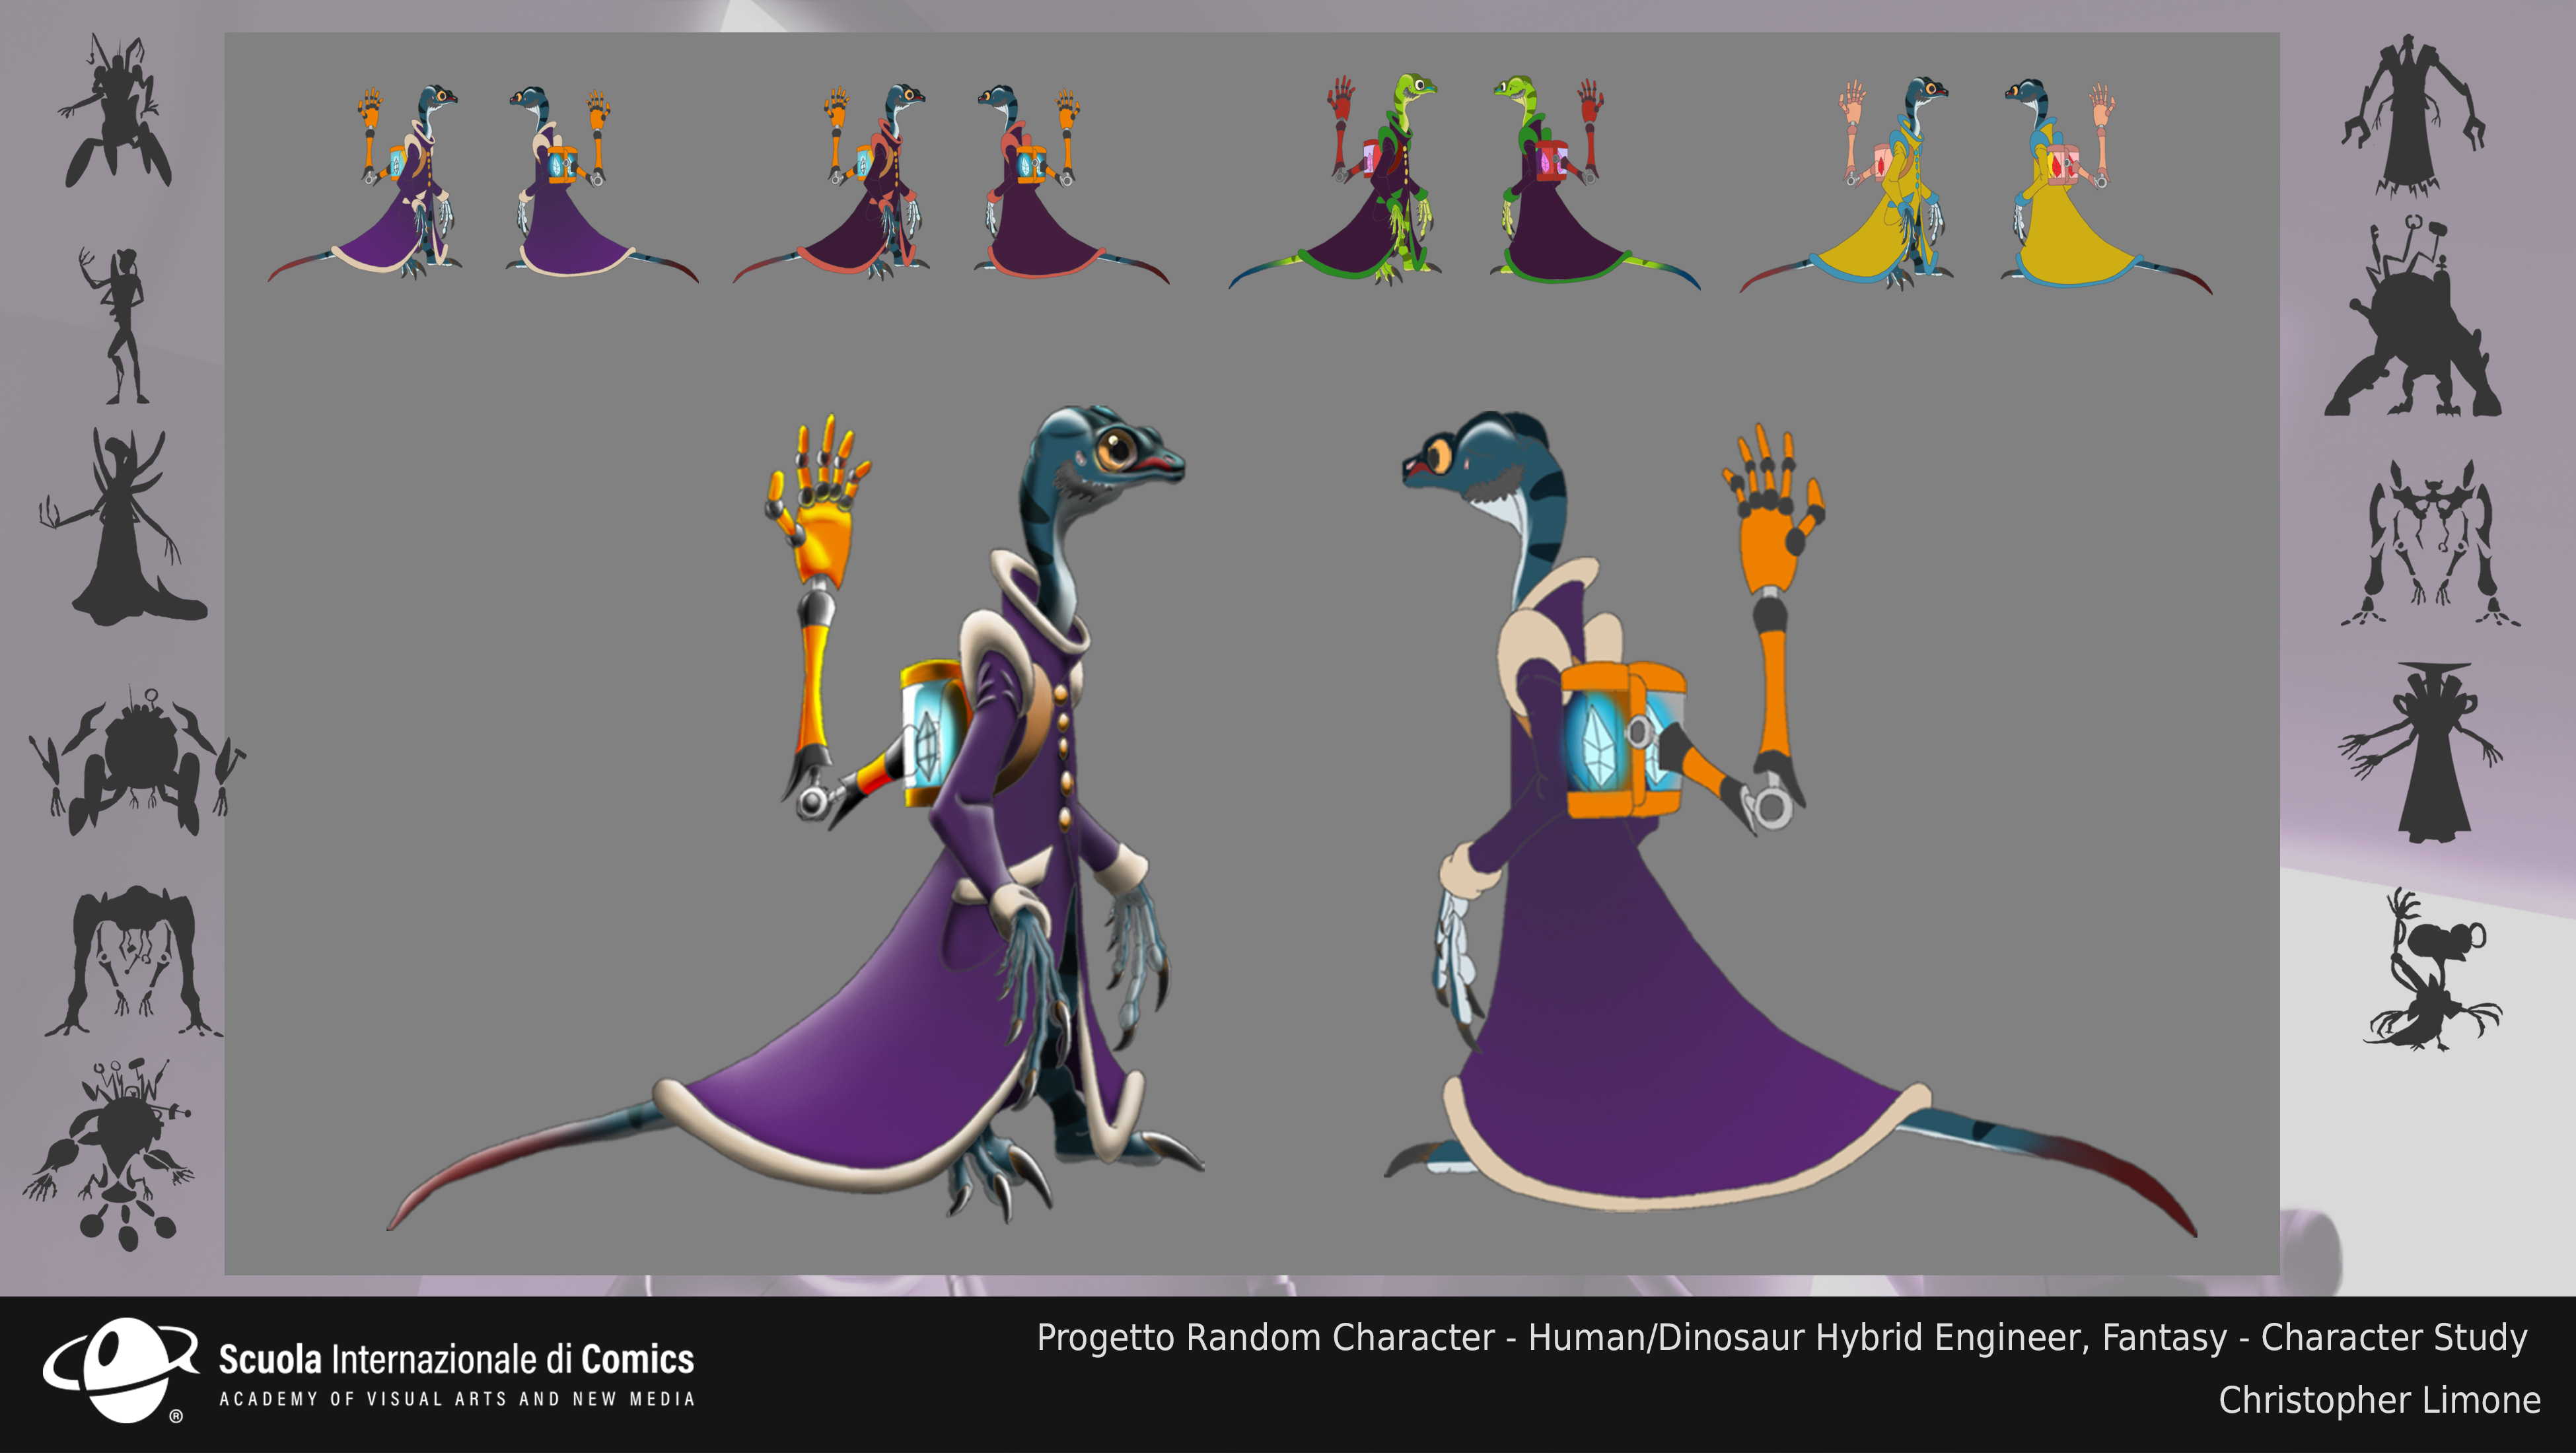 Progetto Random Character - Human/Dinosaur Hybrid Engineer, Fantasy - Character Study
Christopher Limone
Scuola Internazionale di Comics
ACADEMY OF VISUAL ARTS AND NEW MEDIA
®